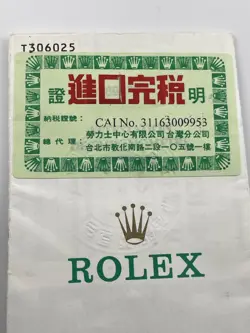 T306025
證 進口完稅 明
納稅證號： CAI No. 31163009953
總代理： 勞力士中心有限公司台灣分公司
台北市敦化南路二段一〇五號一樓
ROLEX